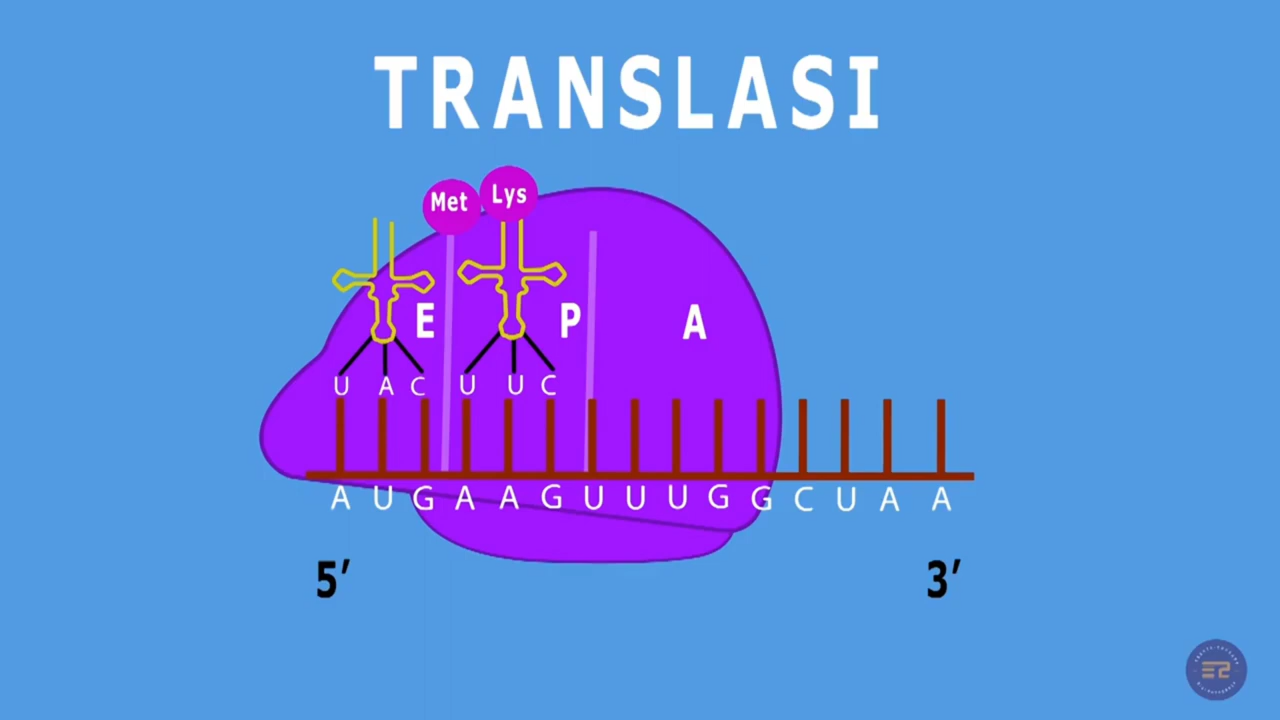 TRANSLASI
Met Lys
E P A
U A C U U C
A U G A A G U U U G G C U A A
5’ 3’